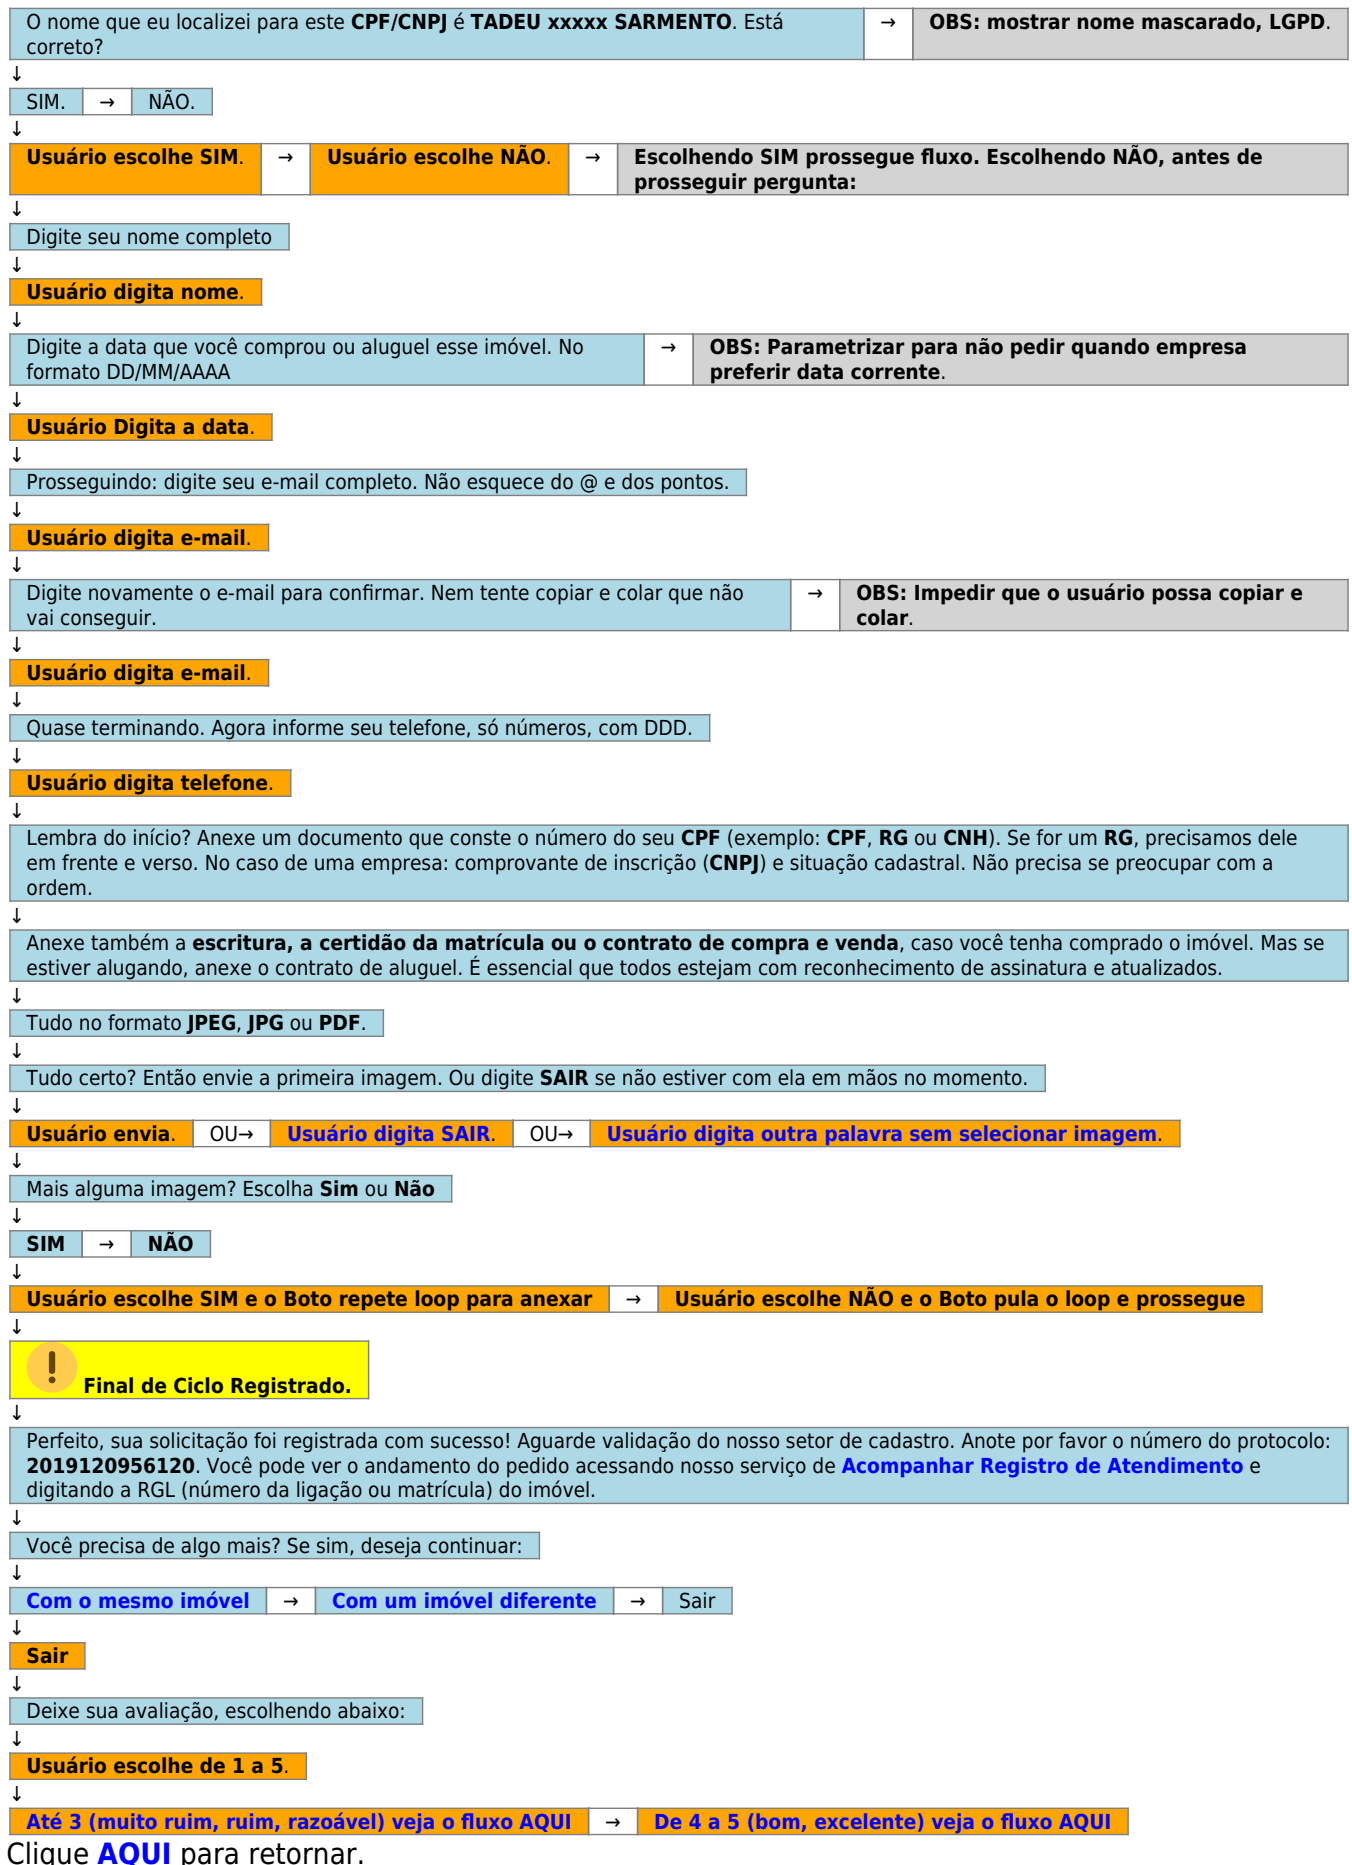 O nome que eu localizei para este CPF/CNPJ é TADEU xxxxx SARMENTO. Está
correto?
→
OBS: mostrar nome mascarado, LGPD.
↓
SIM. → NÃO.
↓
Usuário escolhe SIM. → Usuário escolhe NÃO. →
Escolhendo SIM prossegue fluxo. Escolhendo NÃO, antes de
prosseguir pergunta:
↓
Digite seu nome completo
↓
Usuário digita nome.
↓
Digite a data que você comprou ou aluguel esse imóvel. No
formato DD/MM/AAAA
→
OBS: Parametrizar para não pedir quando empresa
preferir data corrente.
↓
Usuário Digita a data.
↓
Prosseguindo: digite seu e-mail completo. Não esquece do @ e dos pontos.
↓
Usuário digita e-mail.
↓
Digite novamente o e-mail para confirmar. Nem tente copiar e colar que não
vai conseguir.
→
OBS: Impedir que o usuário possa copiar e
colar.
↓
Usuário digita e-mail.
↓
Quase terminando. Agora informe seu telefone, só números, com DDD.
↓
Usuário digita telefone.
↓
Lembra do início? Anexe um documento que conste o número do seu CPF (exemplo: CPF, RG ou CNH). Se for um RG, precisamos dele
em frente e verso. No caso de uma empresa: comprovante de inscrição (CNPJ) e situação cadastral. Não precisa se preocupar com a
ordem.
↓
Anexe também a escritura, a certidão da matrícula ou o contrato de compra e venda, caso você tenha comprado o imóvel. Mas se
estiver alugando, anexe o contrato de aluguel. É essencial que todos estejam com reconhecimento de assinatura e atualizados.
↓
Tudo no formato JPEG, JPG ou PDF.
↓
Tudo certo? Então envie a primeira imagem. Ou digite SAIR se não estiver com ela em mãos no momento.
↓
Usuário envia. OU→ Usuário digita SAIR. OU→ Usuário digita outra palavra sem selecionar imagem.
↓
Mais alguma imagem? Escolha Sim ou Não
↓
SIM → NÃO
↓
Usuário escolhe SIM e o Boto repete loop para anexar → Usuário escolhe NÃO e o Boto pula o loop e prossegue
↓
Final de Ciclo Registrado.
↓
Perfeito, sua solicitação foi registrada com sucesso! Aguarde validação do nosso setor de cadastro. Anote por favor o número do protocolo:
2019120956120. Você pode ver o andamento do pedido acessando nosso serviço de Acompanhar Registro de Atendimento e
digitando a RGL (número da ligação ou matrícula) do imóvel.
↓
Você precisa de algo mais? Se sim, deseja continuar:
↓
Com o mesmo imóvel → Com um imóvel diferente → Sair
↓
Sair
↓
Deixe sua avaliação, escolhendo abaixo:
↓
Usuário escolhe de 1 a 5.
↓
Até 3 (muito ruim, ruim, razoável) veja o fluxo AQUI → De 4 a 5 (bom, excelente) veja o fluxo AQUI
Clique AQUI para retornar.